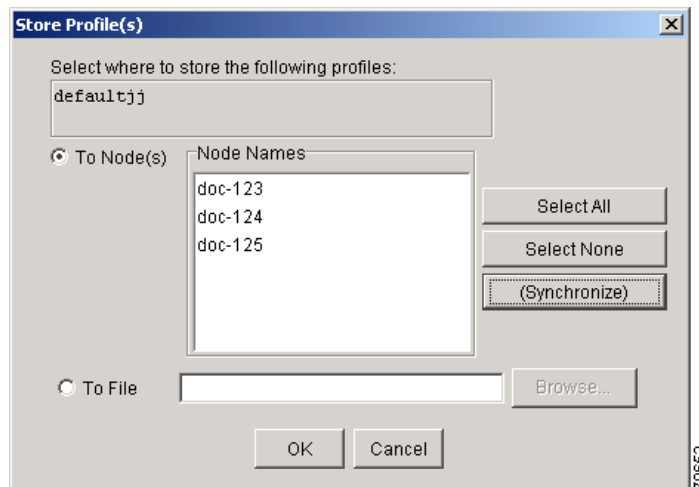 Store Profile(s)
Select where to store the following profiles:
defaultjj
To Node(s)
Node Names
doc-123
doc-124
doc-125
Select All
Select None
(Synchronize)
To File
Browse...
OK
Cancel